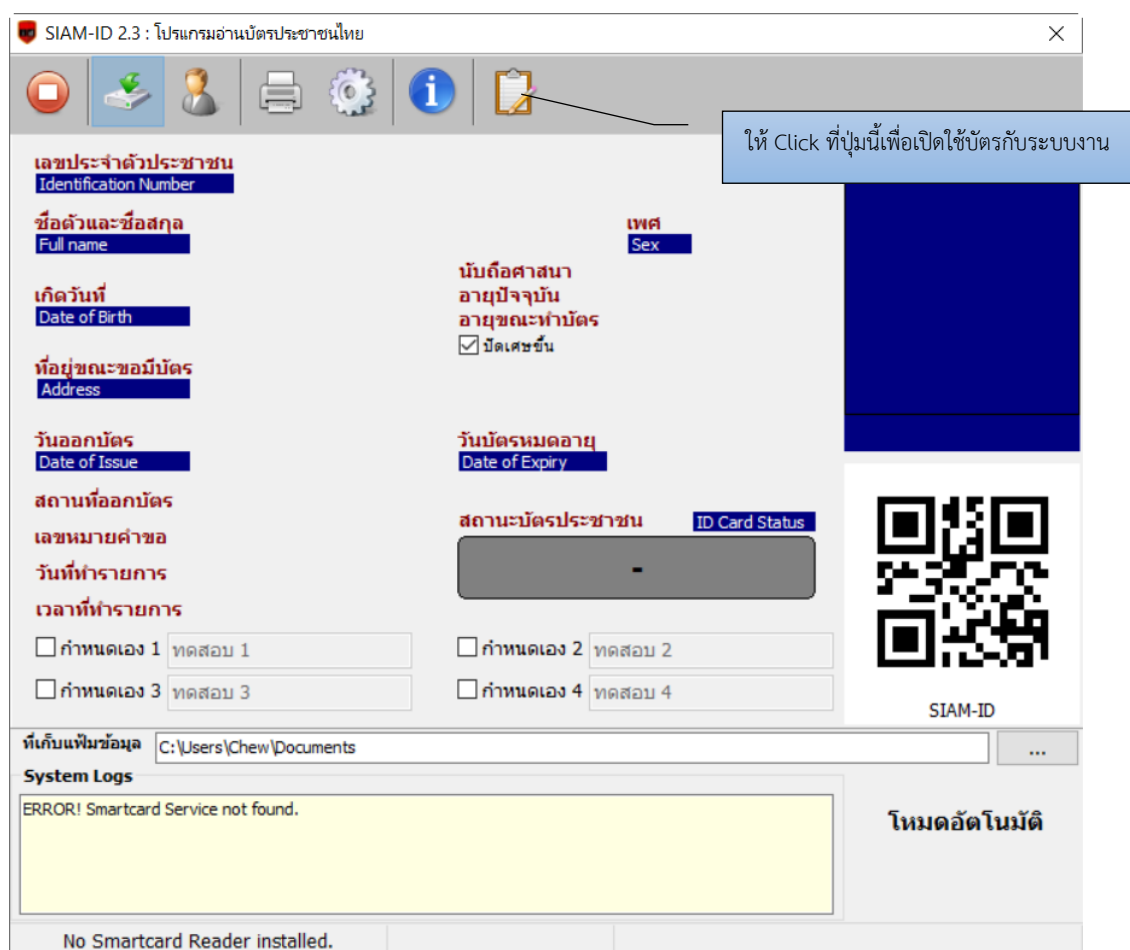 SIAM-ID 2.3 : โปรแกรมอ่านบัตรประชาชนไทย
ให้ Click ที่ปุ่มนี้เพื่อเปิดใช้บัตรกับระบบงาน
เลขประจำตัวประชาชน
Identification Number
ชื่อตัวและชื่อสกุล
Full name
เพศ
Sex
นับถือศาสนา
เกิดวันที่
Date of Birth
อายุปัจจุบัน
อายุขณะทำบัตร
ปัดเศษขึ้น
ที่อยู่ขณะขอมีบัตร
Address
วันออกบัตร
Date of Issue
วันบัตรหมดอายุ
Date of Expiry
สถานที่ออกบัตร
สถานะบัตรประชาชน ID Card Status
เลขหมายคำขอ
-
วันที่ทำรายการ
เวลาที่ทำรายการ
กำหนดเอง 1 ทดสอบ 1
กำหนดเอง 2 ทดสอบ 2
กำหนดเอง 3 ทดสอบ 3
กำหนดเอง 4 ทดสอบ 4
SIAM-ID
ที่เก็บแฟ้มข้อมูล C:\Users\Chew\Documents ...
System Logs
ERROR! Smartcard Service not found.
โหมดอัตโนมัติ
No Smartcard Reader installed.